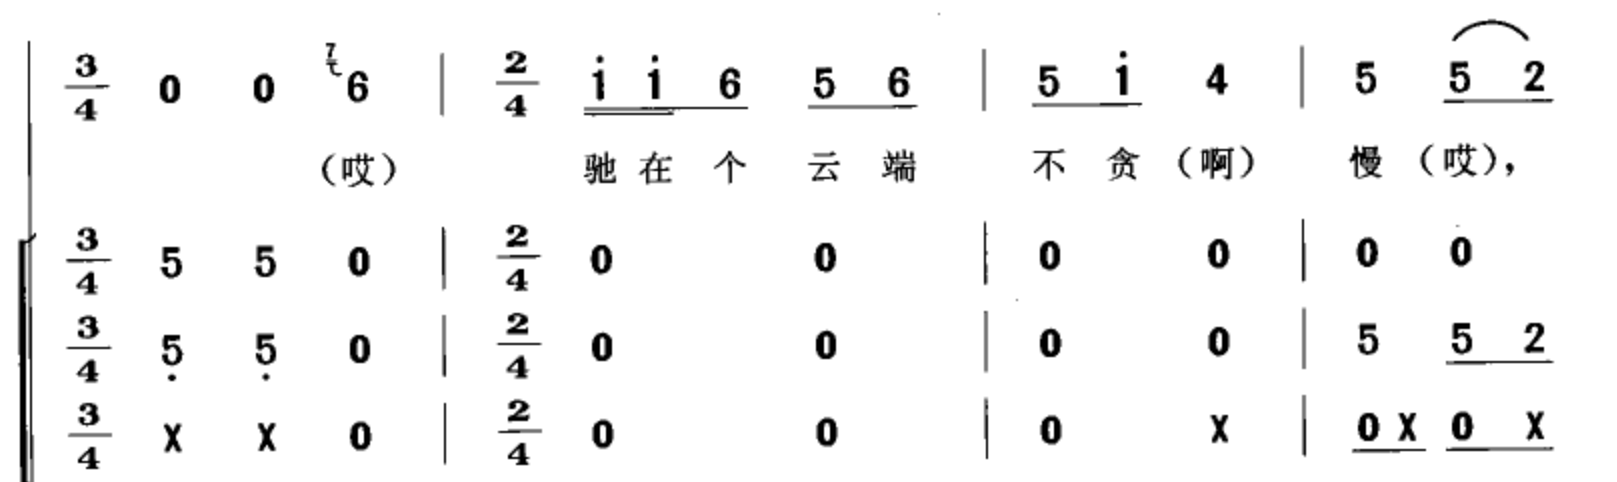 3/4 0 0 7 6 | 2/4 i i 6 5 6 | 5 i 4 | 5 5 2
(哎) 驰 在 个 云 端 不 贪 (啊) 慢 (哎),
3/4 5 5 0 | 2/4 0 0 | 0 0 | 0 0
3/4 5 5 0 | 2/4 0 0 | 0 0 | 5 5 2
3/4 X X 0 | 2/4 0 0 | 0 X | 0 X 0 X